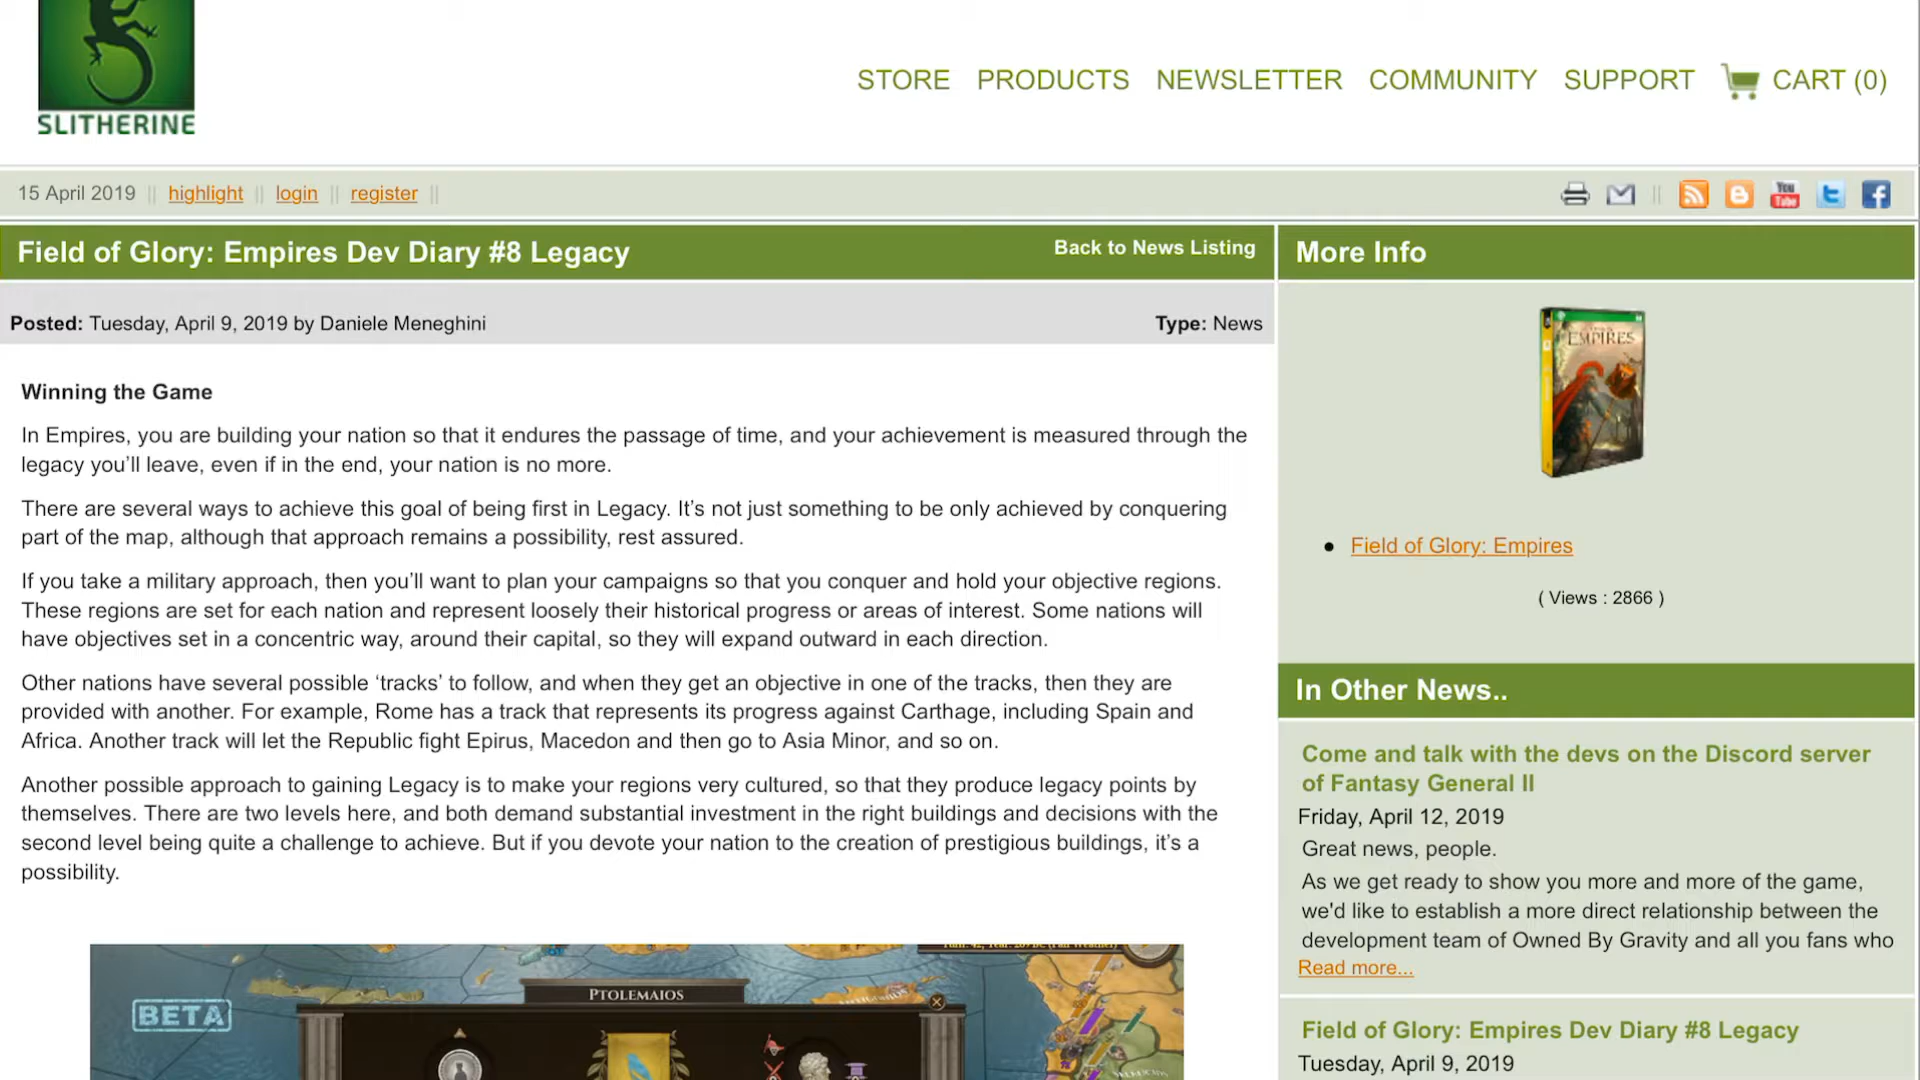 SLITHERINE
STORE PRODUCTS NEWSLETTER COMMUNITY SUPPORT CART (0)
15 April 2019 || highlight || login || register ||
Field of Glory: Empires Dev Diary #8 Legacy
Back to News Listing
Posted: Tuesday, April 9, 2019 by Daniele Meneghini
Type: News
Winning the Game
In Empires, you are building your nation so that it endures the passage of time, and your achievement is measured through the
legacy you’ll leave, even if in the end, your nation is no more.
There are several ways to achieve this goal of being first in Legacy. It’s not just something to be only achieved by conquering
part of the map, although that approach remains a possibility, rest assured.
If you take a military approach, then you’ll want to plan your campaigns so that you conquer and hold your objective regions.
These regions are set for each nation and represent loosely their historical progress or areas of interest. Some nations will
have objectives set in a concentric way, around their capital, so they will expand outward in each direction.
Other nations have several possible ‘tracks’ to follow, and when they get an objective in one of the tracks, then they are
provided with another. For example, Rome has a track that represents its progress against Carthage, including Spain and
Africa. Another track will let the Republic fight Epirus, Macedon and then go to Asia Minor, and so on.
Another possible approach to gaining Legacy is to make your regions very cultured, so that they produce legacy points by
themselves. There are two levels here, and both demand substantial investment in the right buildings and decisions with the
second level being quite a challenge to achieve. But if you devote your nation to the creation of prestigious buildings, it’s a
possibility.
BETA
PTOLEMAIOS
More Info
EMPIRES
Field of Glory: Empires
( Views : 2866 )
In Other News..
Come and talk with the devs on the Discord server
of Fantasy General II
Friday, April 12, 2019
Great news, people.
As we get ready to show you more and more of the game,
we'd like to establish a more direct relationship between the
development team of Owned By Gravity and all you fans who
Read more...
Field of Glory: Empires Dev Diary #8 Legacy
Tuesday, April 9, 2019